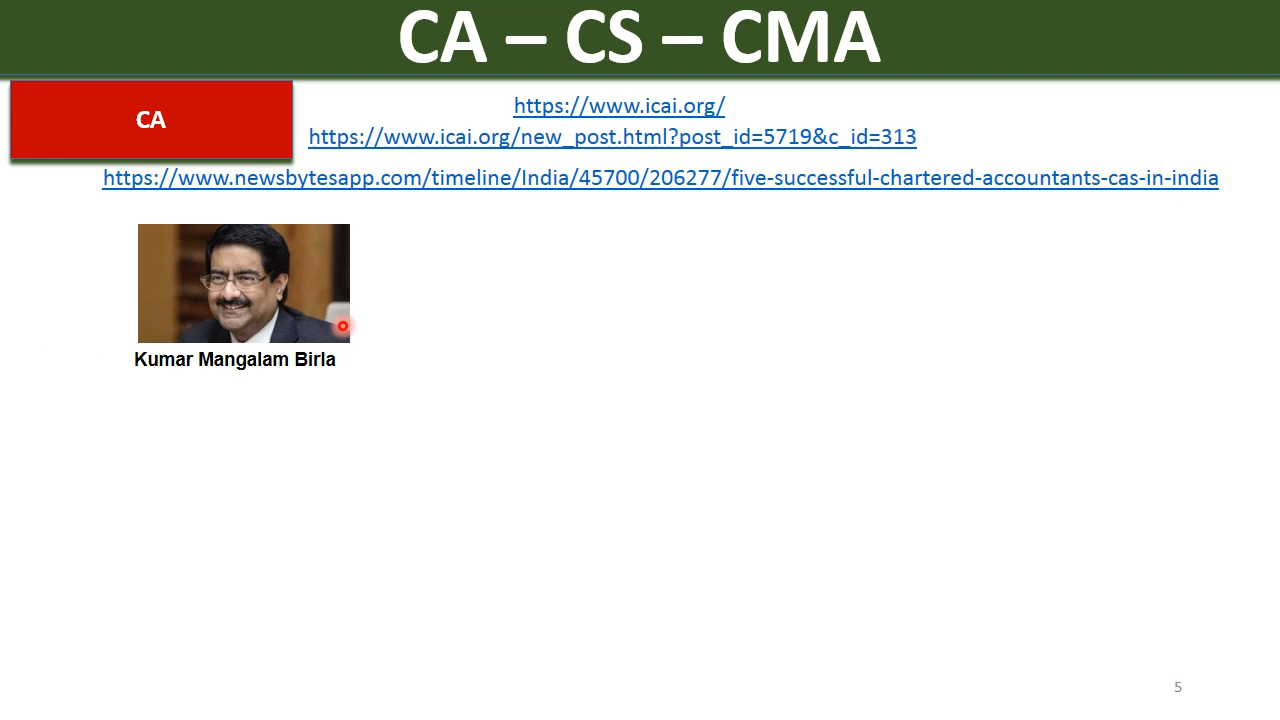 CA – CS – CMA
CA
https://www.icai.org/
https://www.icai.org/new_post.html?post_id=5719&c_id=313
https://www.newsbytesapp.com/timeline/India/45700/206277/five-successful-chartered-accountants-cas-in-india
Kumar Mangalam Birla
5